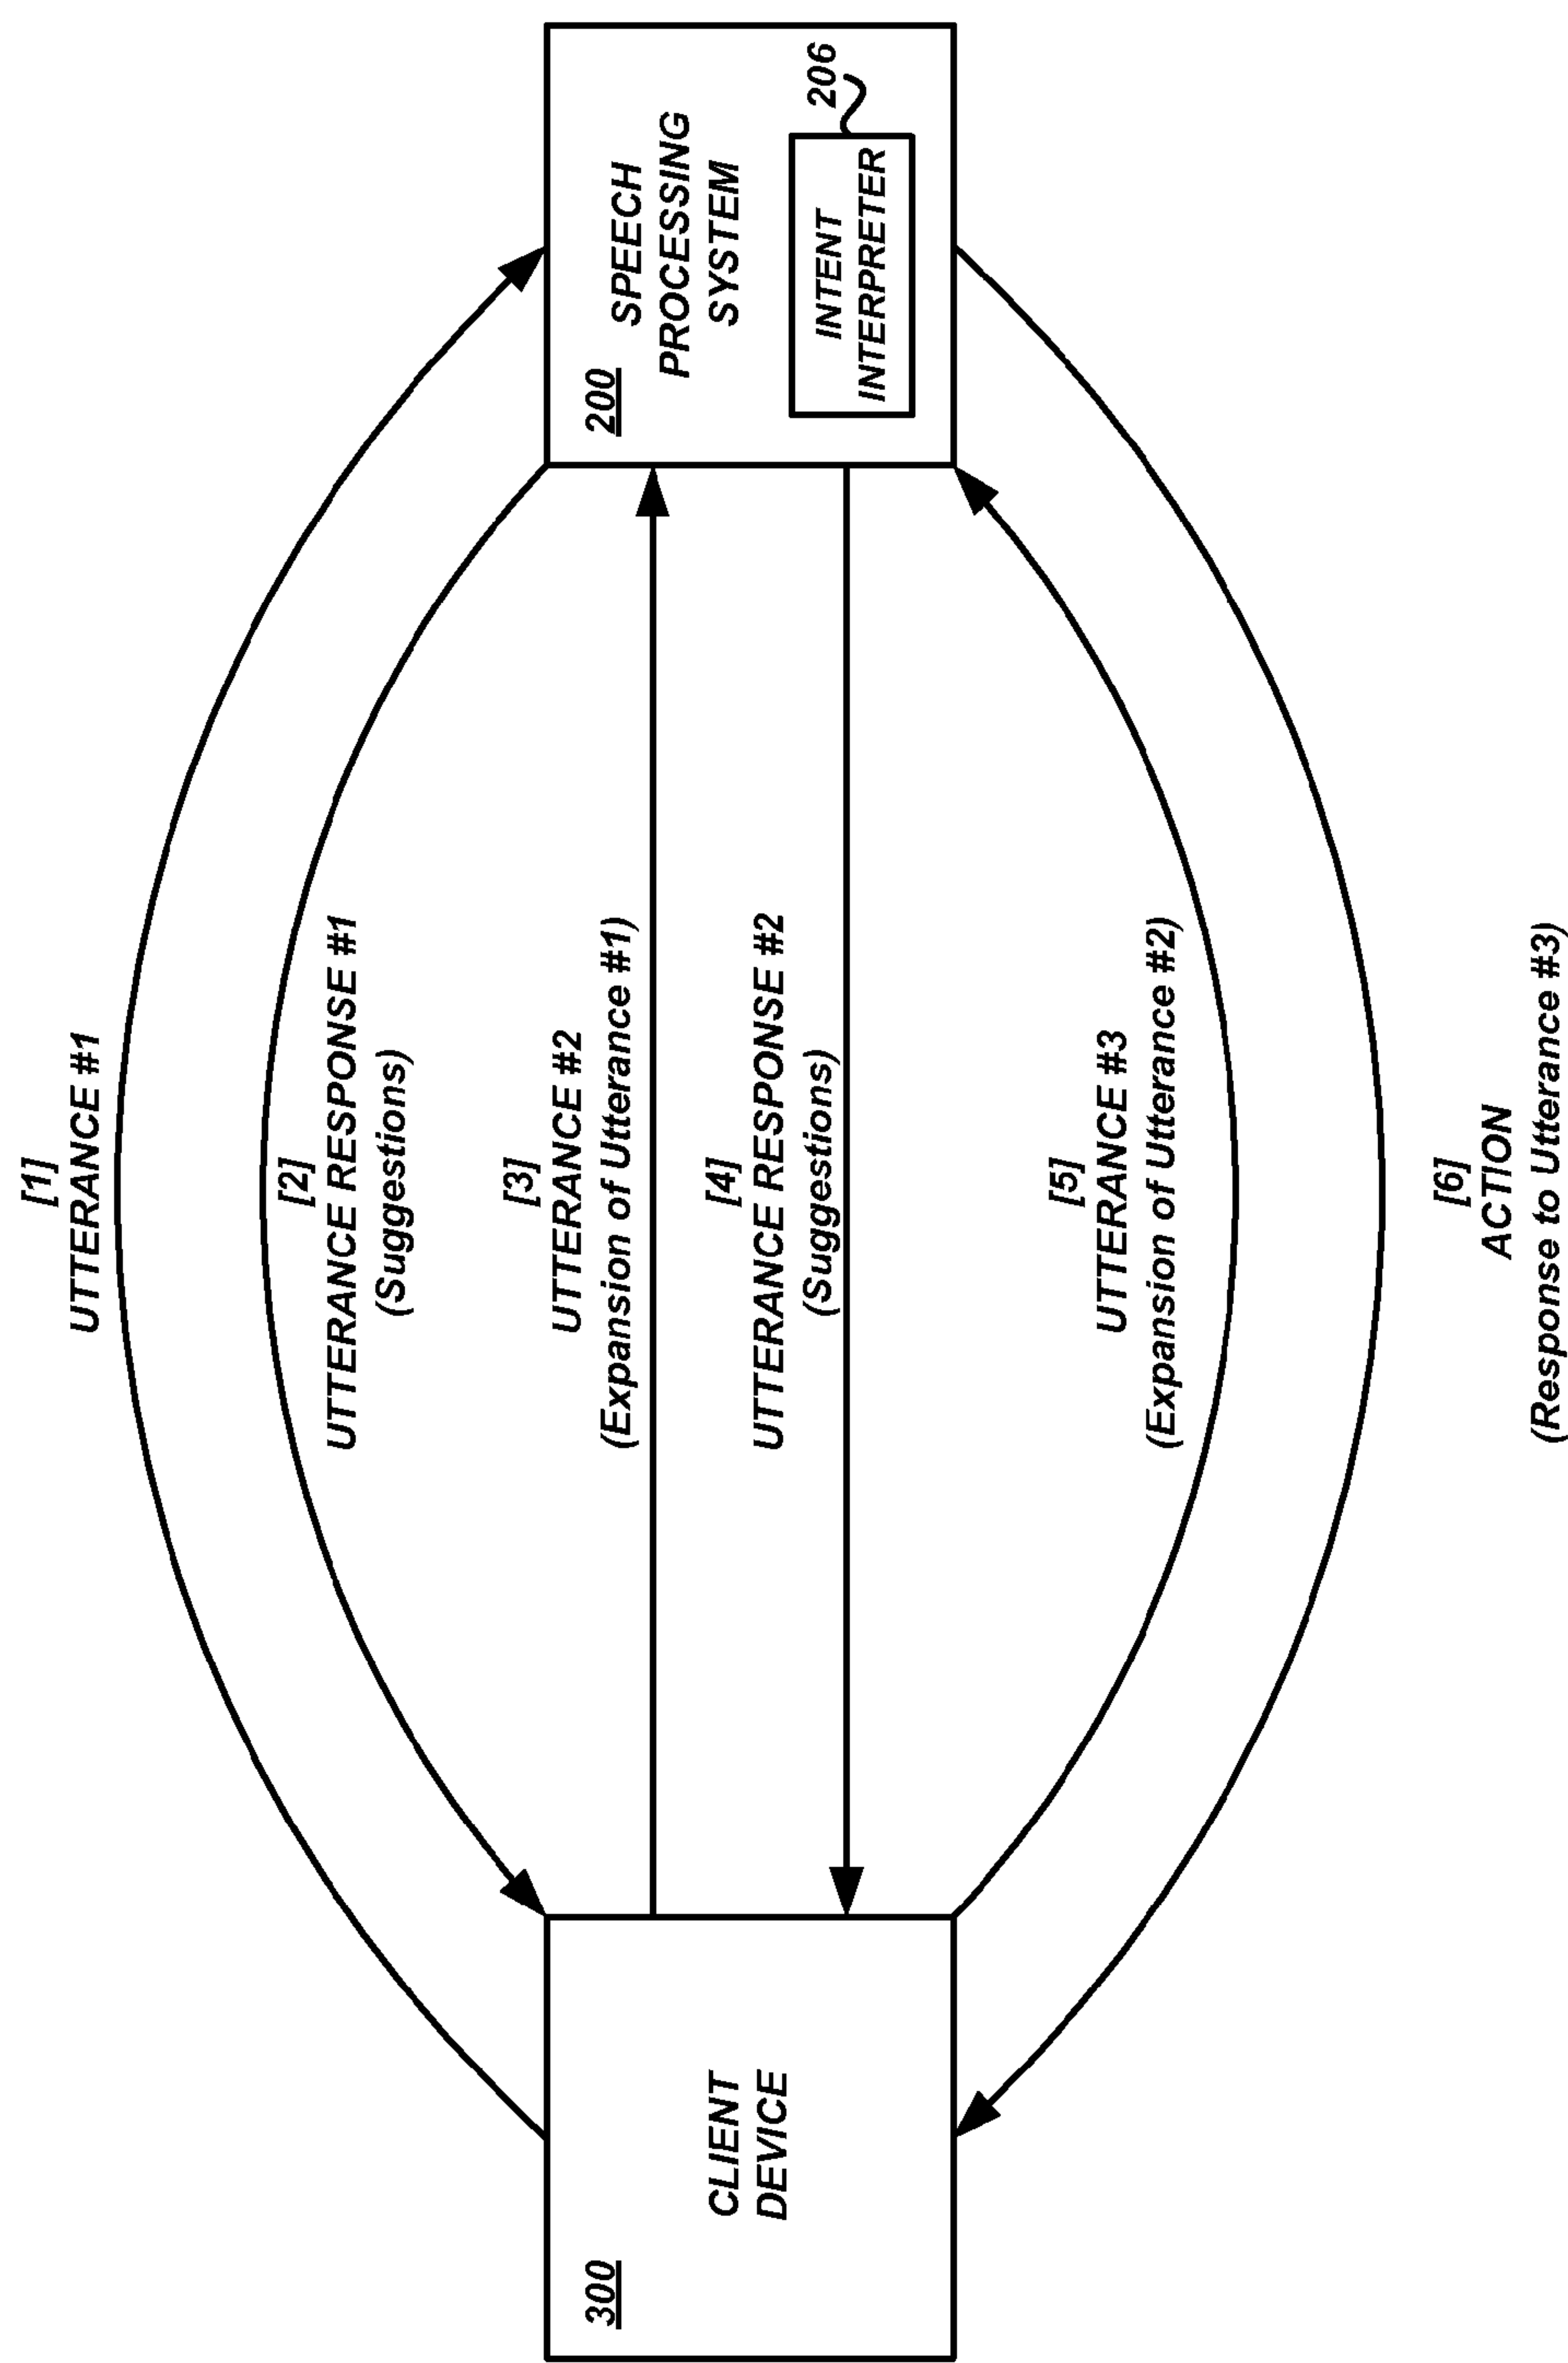 [1]
UTTERANCE #1
[2]
UTTERANCE RESPONSE #1
(Suggestions)
300
CLIENT
DEVICE
[3]
UTTERANCE #2
(Expansion of Utterance #1)
[4]
UTTERANCE RESPONSE #2
(Suggestions)
200
SPEECH
PROCESSING
SYSTEM
206
INTENT
INTERPRETER
[5]
UTTERANCE #3
(Expansion of Utterance #2)
[6]
ACTION
(Response to Utterance #3)